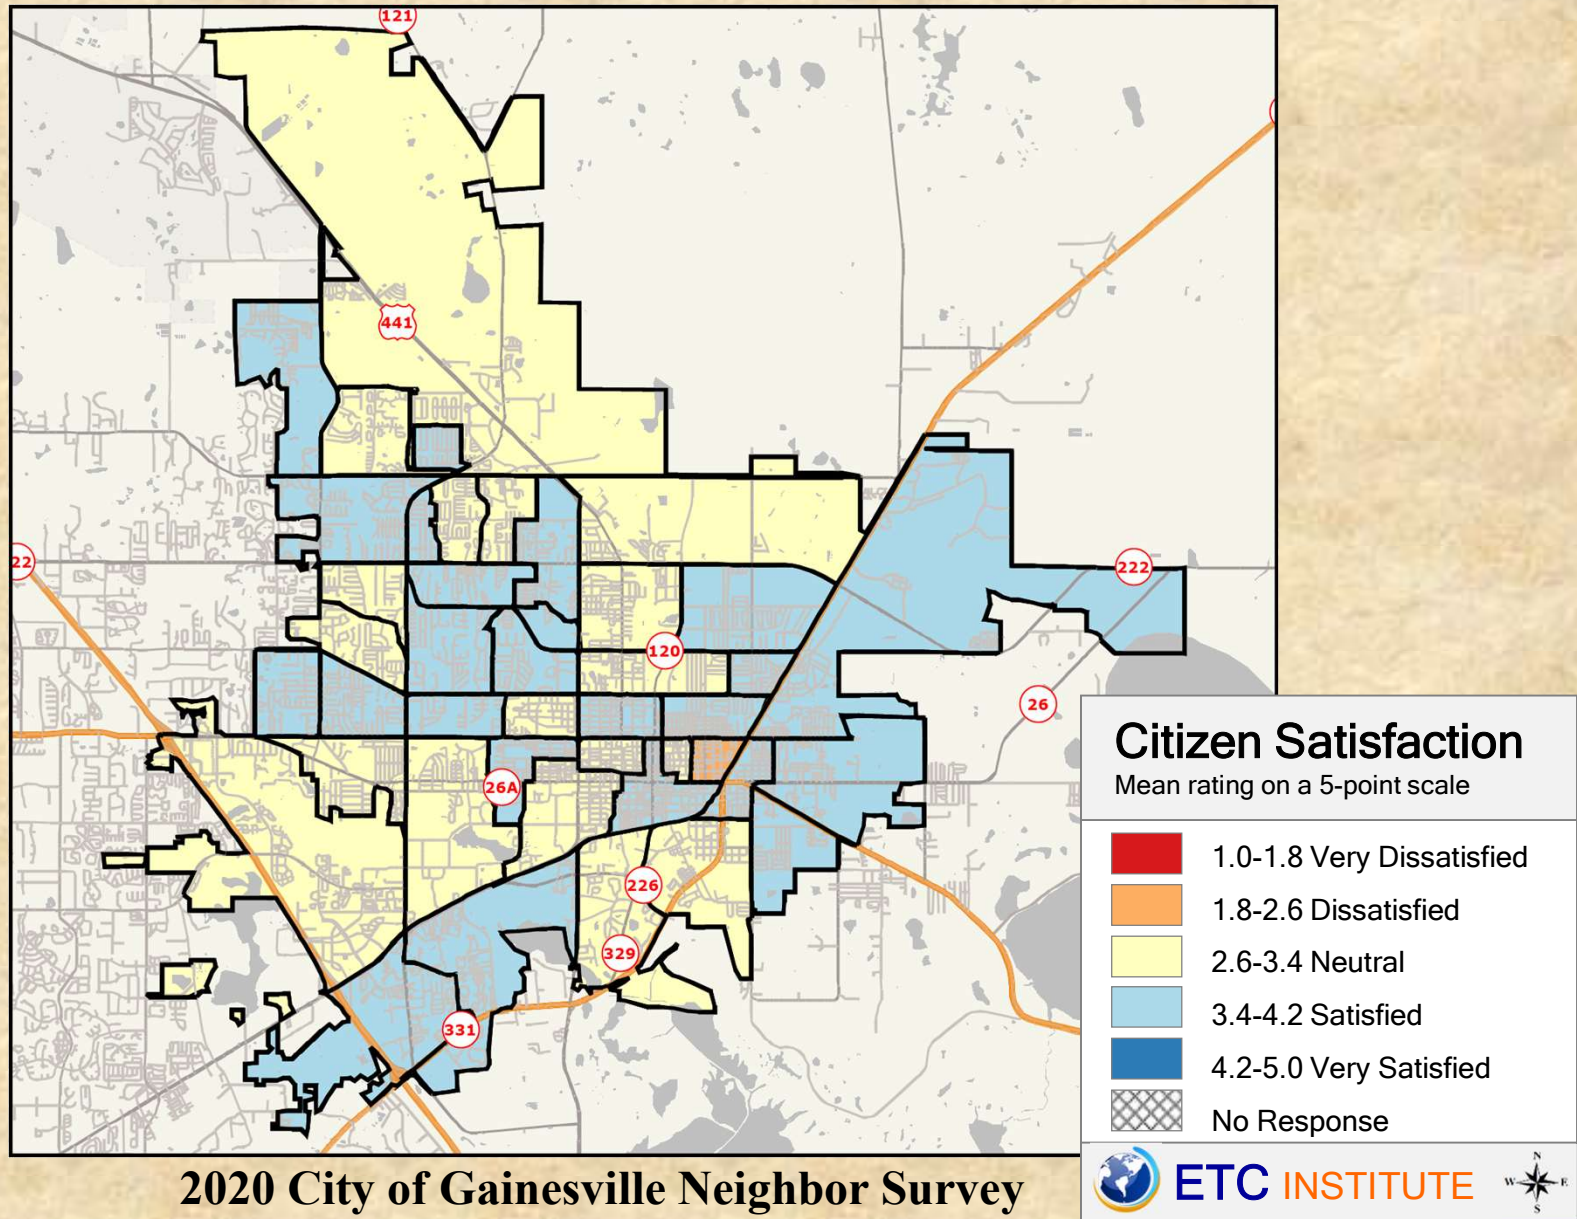 121
441
22
222
120
26
26A
226
329
331
Citizen Satisfaction
Mean rating on a 5-point scale
1.0-1.8 Very Dissatisfied
1.8-2.6 Dissatisfied
2.6-3.4 Neutral
3.4-4.2 Satisfied
4.2-5.0 Very Satisfied
No Response
ETC INSTITUTE
N
W E
S
2020 City of Gainesville Neighbor Survey